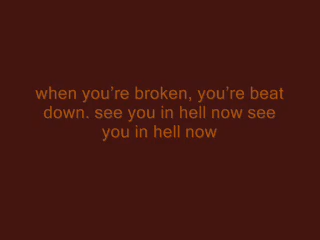 when you’re broken, you’re beat
down. see you in hell now see
you in hell now